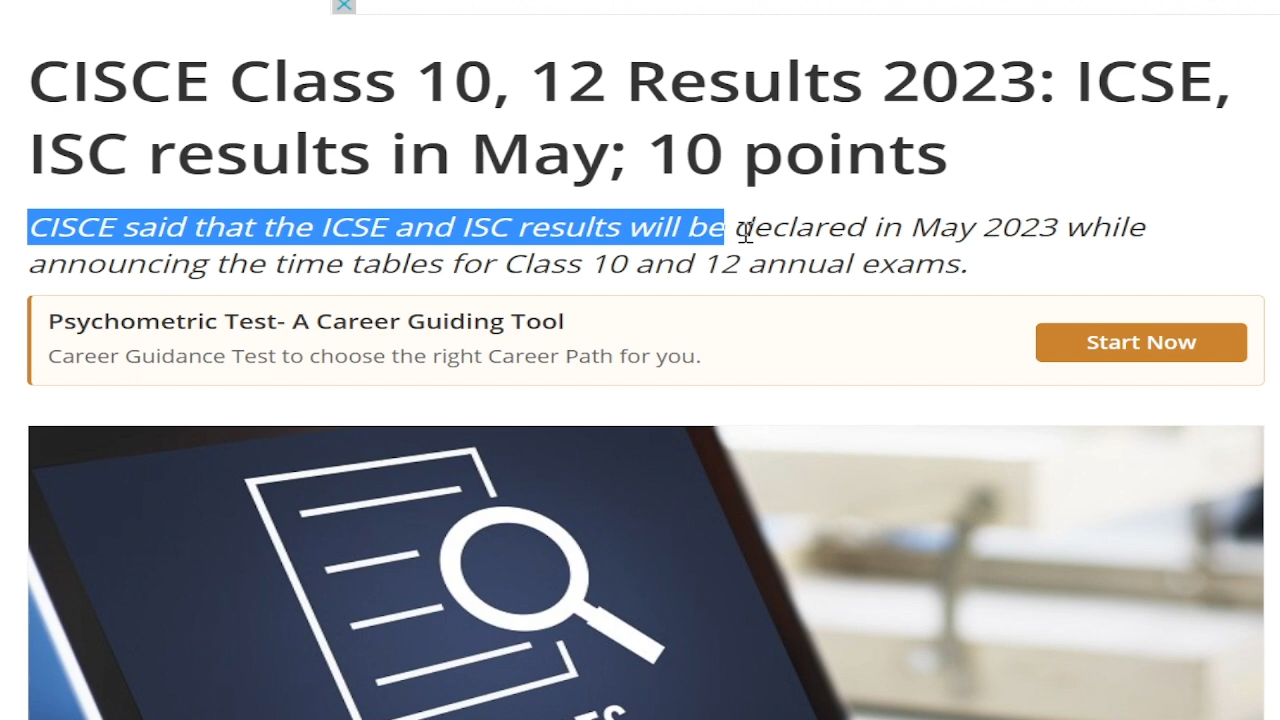 CISCE Class 10, 12 Results 2023: ICSE,
ISC results in May; 10 points
CISCE said that the ICSE and ISC results will be declared in May 2023 while
announcing the time tables for Class 10 and 12 annual exams.
Psychometric Test- A Career Guiding Tool
Career Guidance Test to choose the right Career Path for you.
Start Now